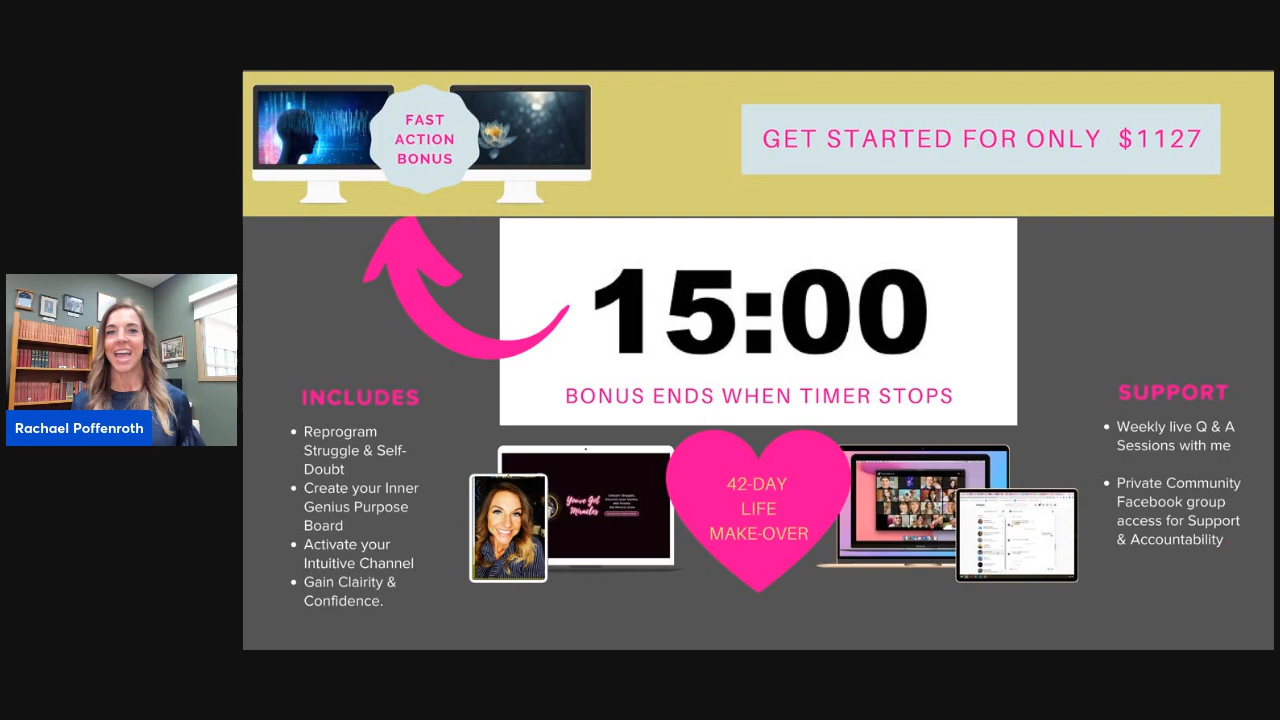 FAST
ACTION
BONUS
GET STARTED FOR ONLY $1127
15:00
BONUS ENDS WHEN TIMER STOPS
INCLUDES
• Reprogram
Struggle & Self-
Doubt
• Create your Inner
Genius Purpose
Board
• Activate your
Intuitive Channel
• Gain Clairity &
Confidence.
Rachael Poffenroth
You've Got
Miracles
42-DAY
LIFE
MAKE-OVER
SUPPORT
• Weekly live Q & A
Sessions with me
• Private Community
Facebook group
access for Support
& Accountability